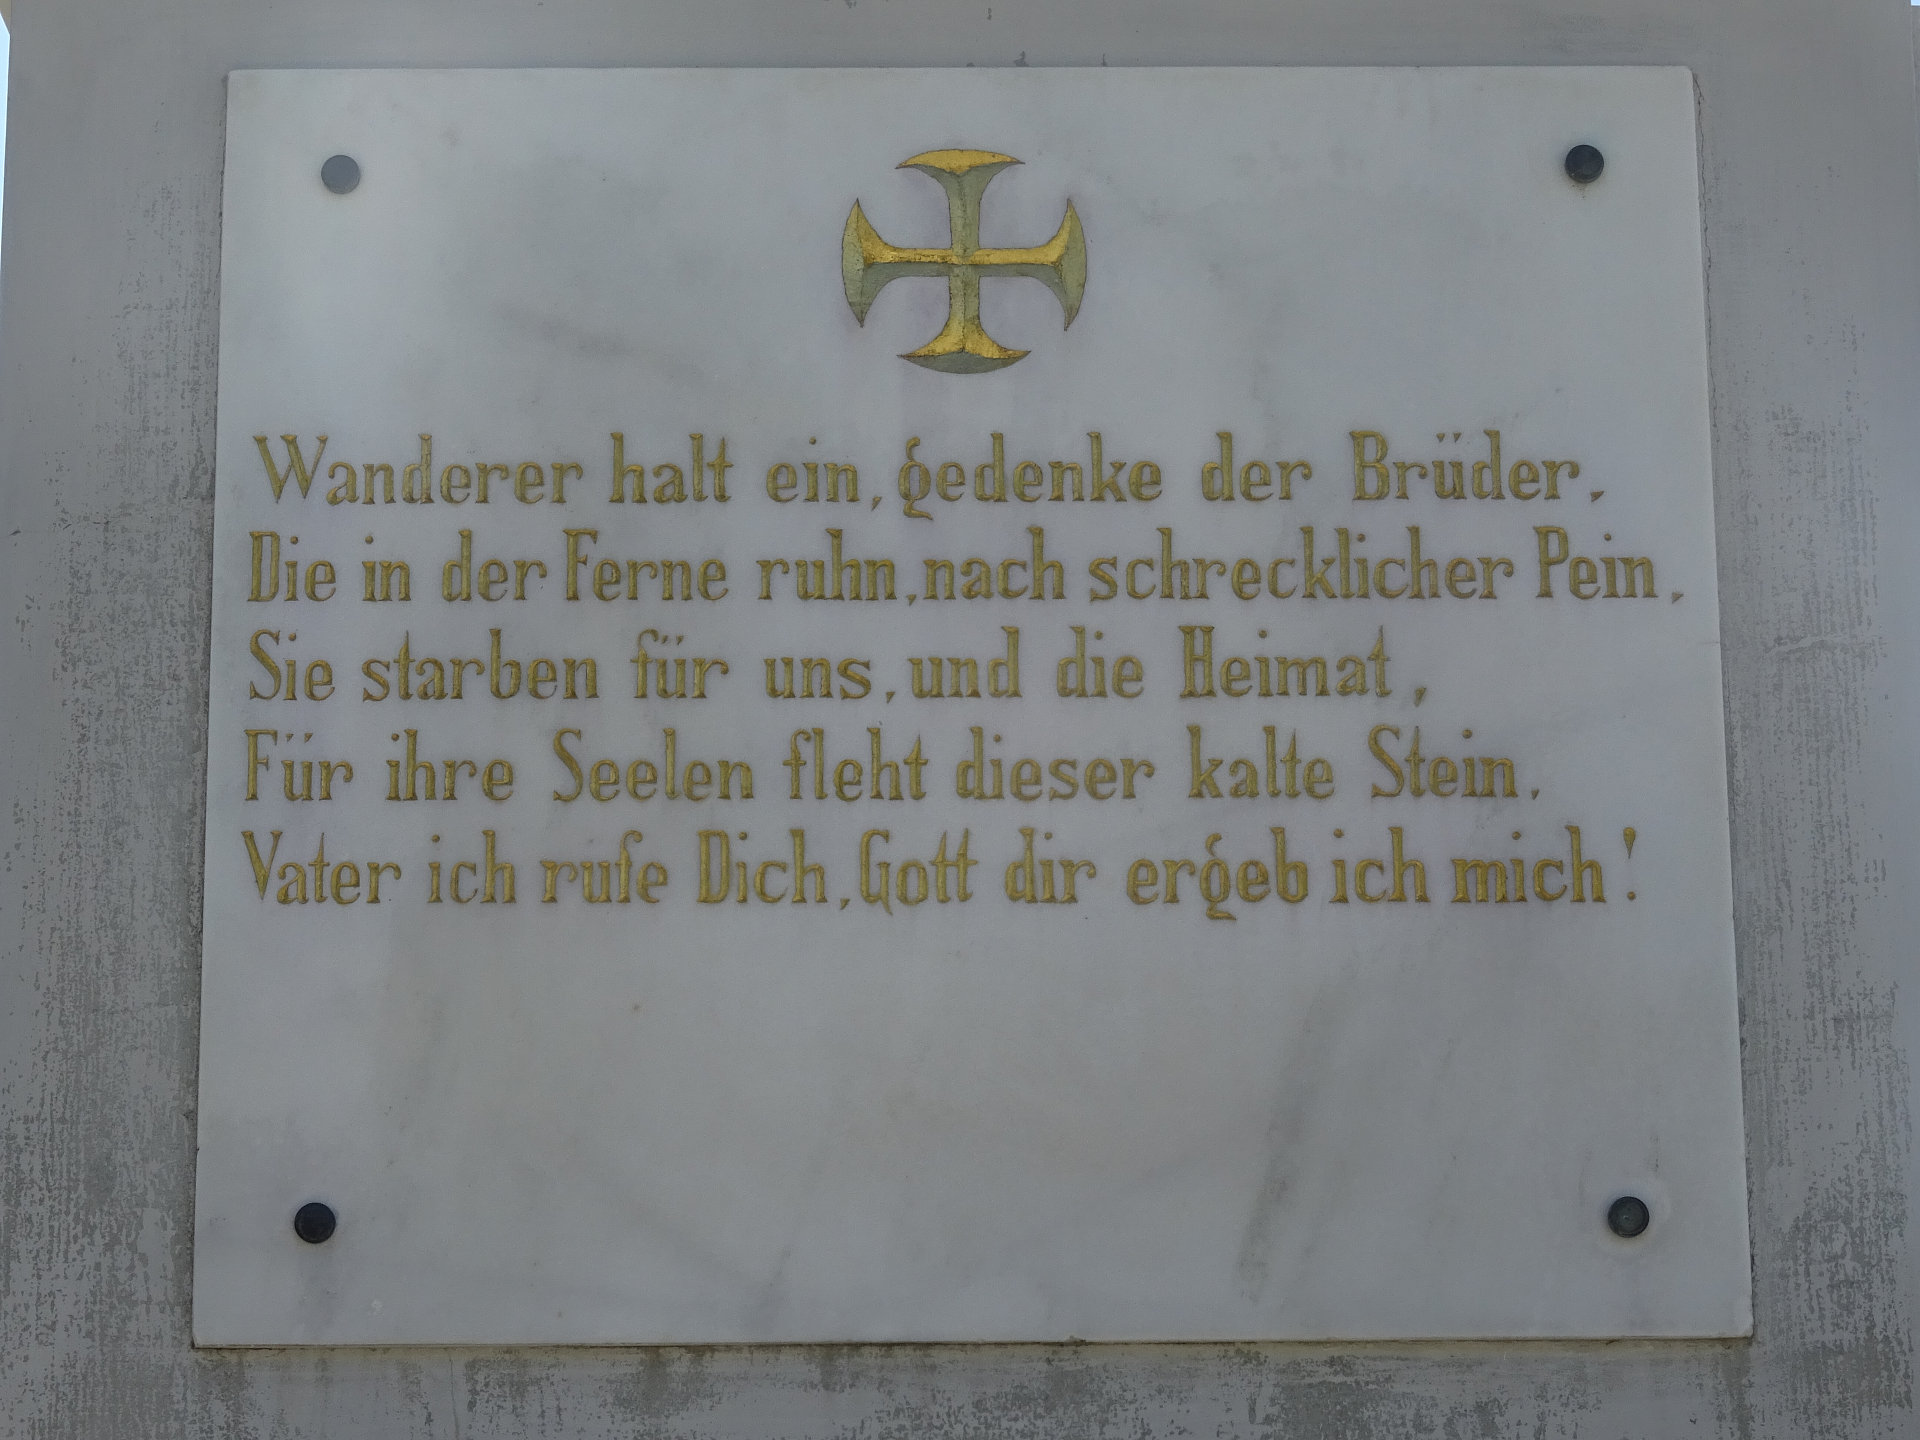 Wanderer halt ein, gedenke der Brüder,
Die in der Ferne ruhn, nach schrecklicher Pein,
Sie starben für uns, und die Heimat,
Für ihre Seelen fleht dieser kalte Stein,
Vater ich rufe Dich, Gott dir ergeb ich mich!